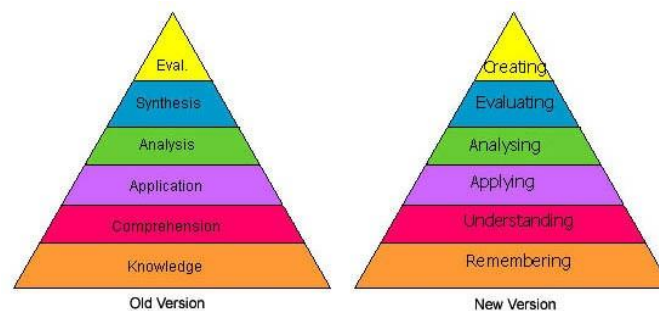 Eval.
Synthesis
Analysis
Application
Comprehension
Knowledge
Old Version
Creating
Evaluating
Analysing
Applying
Understanding
Remembering
New Version